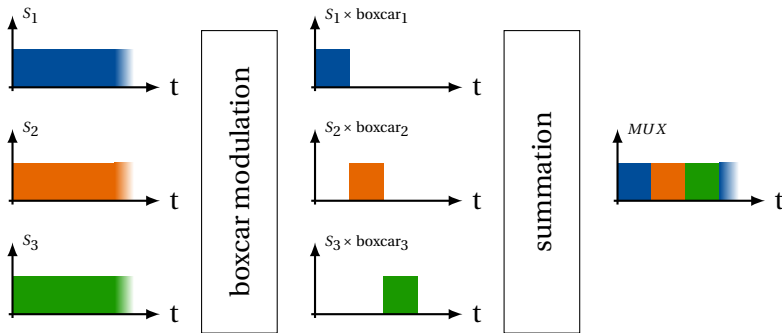 S₁
t
S₂
t
S₃
t
boxcar modulation
S₁ × boxcar₁
t
S₂ × boxcar₂
t
S₃ × boxcar₃
t
summation
MUX
t